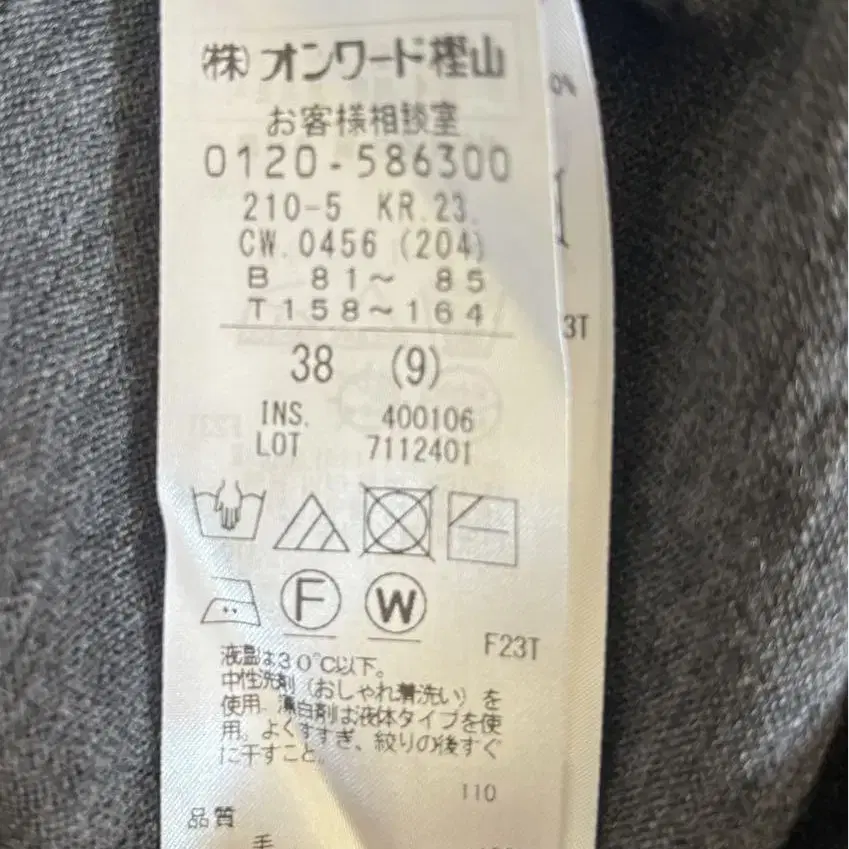 (株)オンワード樫山
お客様相談室
0120-586300
210-5 KR.23.
CW.0456 (204)
B 81~ 85
T158~164
3T
38 (9)
INS. 400106
LOT 7112401
F
W
F23T
液温は30℃以下。
中性洗剤(おしゃれ着洗い)を
使用。漂白剤は液体タイプを使
用。よくすすぎ、絞りの後すぐ
に干すこと。
110
品質
毛